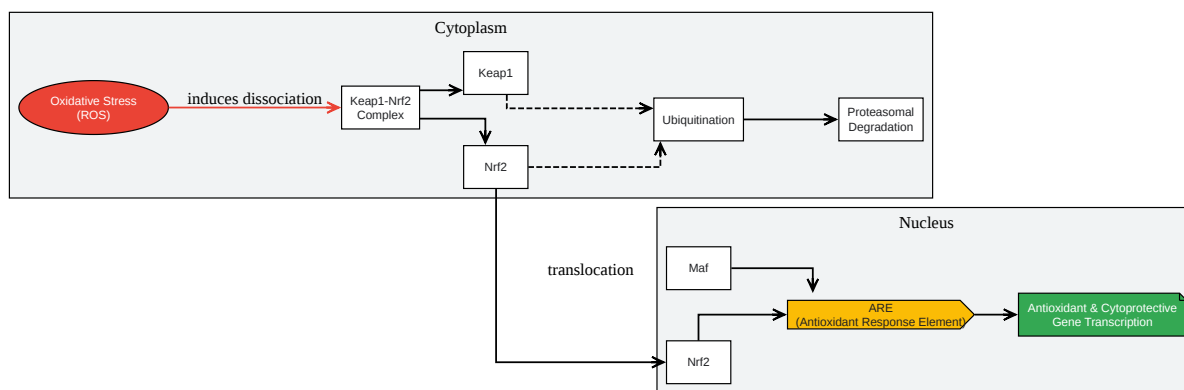 Cytoplasm
Oxidative Stress
(ROS)
induces dissociation
Keap1-Nrf2
Complex
Keap1
Nrf2
Ubiquitination
Proteasomal
Degradation
translocation
Nucleus
Maf
Nrf2
ARE
(Antioxidant Response Element)
Antioxidant & Cytoprotective
Gene Transcription